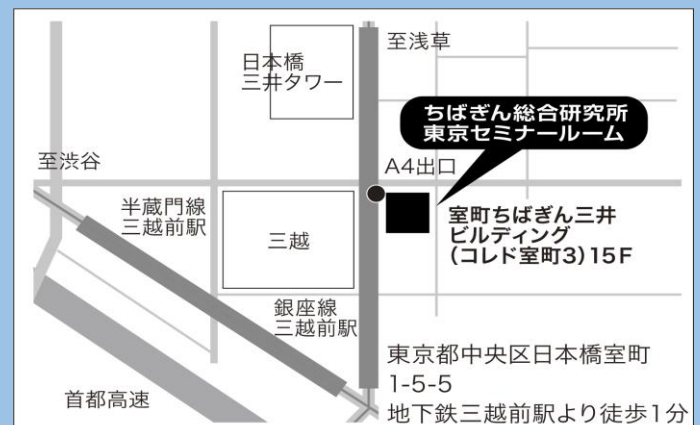 至浅草
日本橋
三井タワー
ちばぎん総合研究所
東京セミナールーム
至渋谷
A4出口
半蔵門線
三越前駅
三越
室町ちばぎん三井
ビルディング
(コレド室町3)15F
銀座線
三越前駅
東京都中央区日本橋室町
1-5-5
地下鉄三越前駅より徒歩1分
首都高速